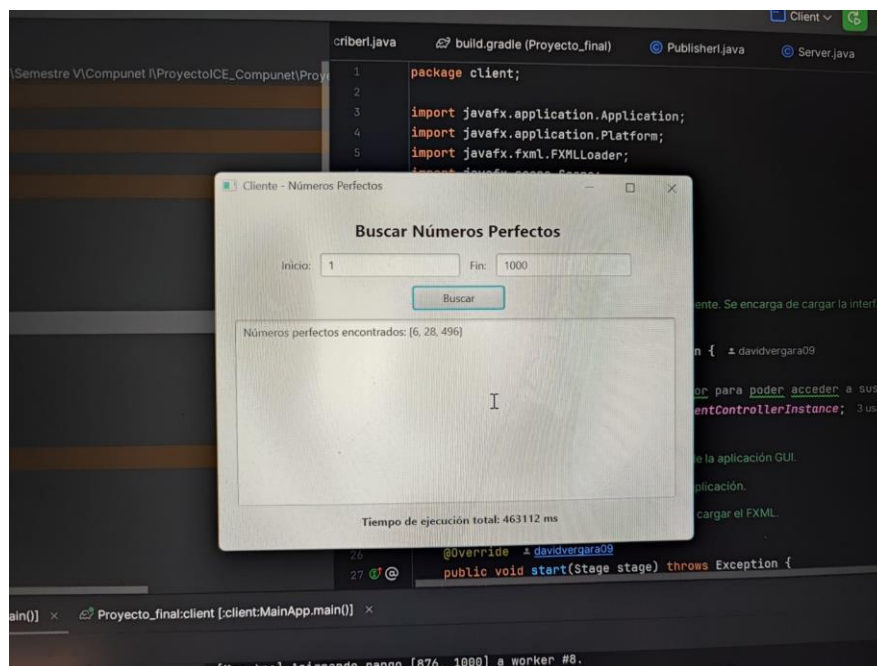 Client
criberI.java build.gradle (Proyecto_final) PublisherI.java Server.java
\Semestre V\Compunet I\ProyectoICE_Compunet\Proye
1 package client;
2
3 import javafx.application.Application;
4 import javafx.application.Platform;
5 import javafx.fxml.FXMLLoader;
Cliente - Números Perfectos
Buscar Números Perfectos
Inicio: 1 Fin: 1000
Buscar
Números perfectos encontrados: [6, 28, 496]
Tiempo de ejecución total: 463112 ms
ente. Se encarga de cargar la interf
n { davidvergara09
or para poder acceder a sus
entControllerInstance; 3 us
e la aplicación GUI.
plicación.
cargar el FXML.
26 @Override davidvergara09
27 @ public void start(Stage stage) throws Exception {
ain()] × Proyecto_final:client [:client:MainApp.main()] ×
rango [876, 1000] a worker #8.